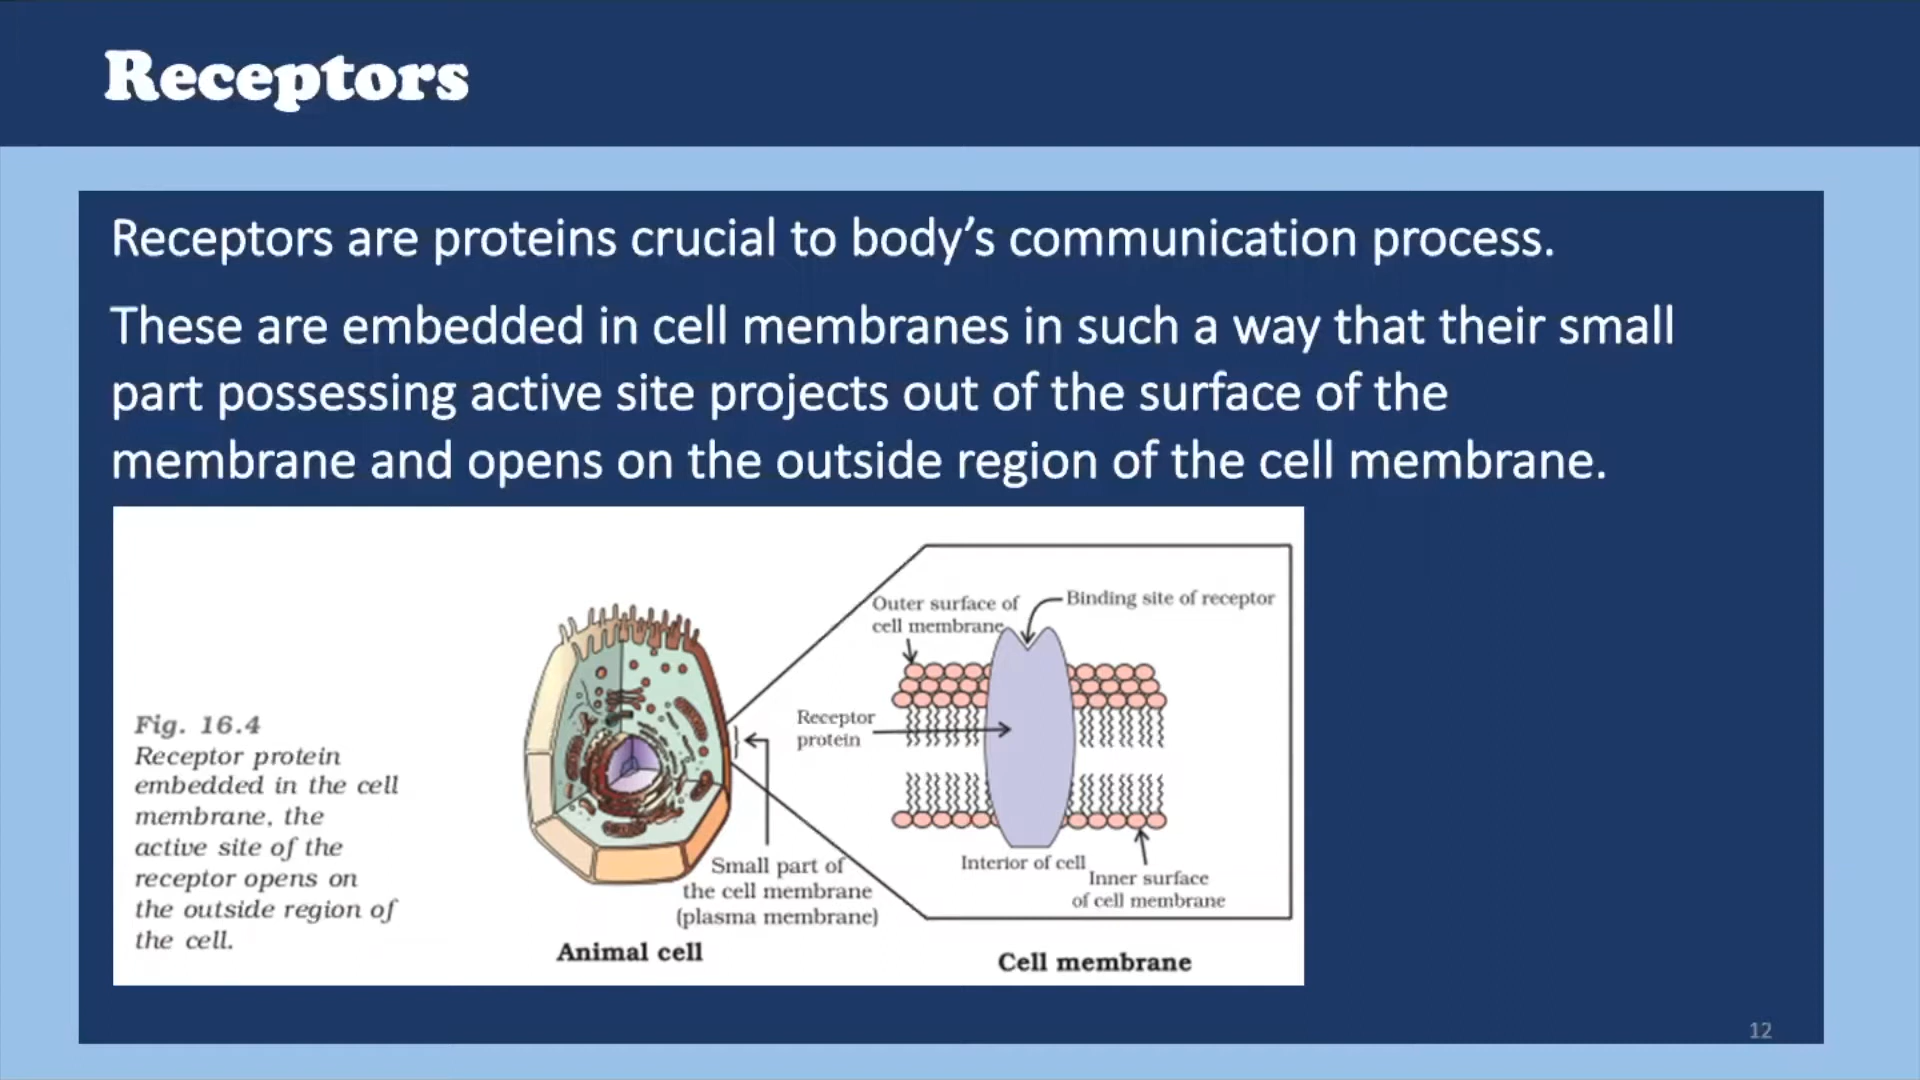 Receptors
Receptors are proteins crucial to body’s communication process.
These are embedded in cell membranes in such a way that their small
part possessing active site projects out of the surface of the
membrane and opens on the outside region of the cell membrane.
Fig. 16.4
Receptor protein
embedded in the cell
membrane, the
active site of the
receptor opens on
the outside region of
the cell.
Small part of
the cell membrane
(plasma membrane)
Animal cell
Outer surface of
cell membrane
Binding site of receptor
Receptor
protein
Interior of cell
Inner surface
of cell membrane
Cell membrane
12